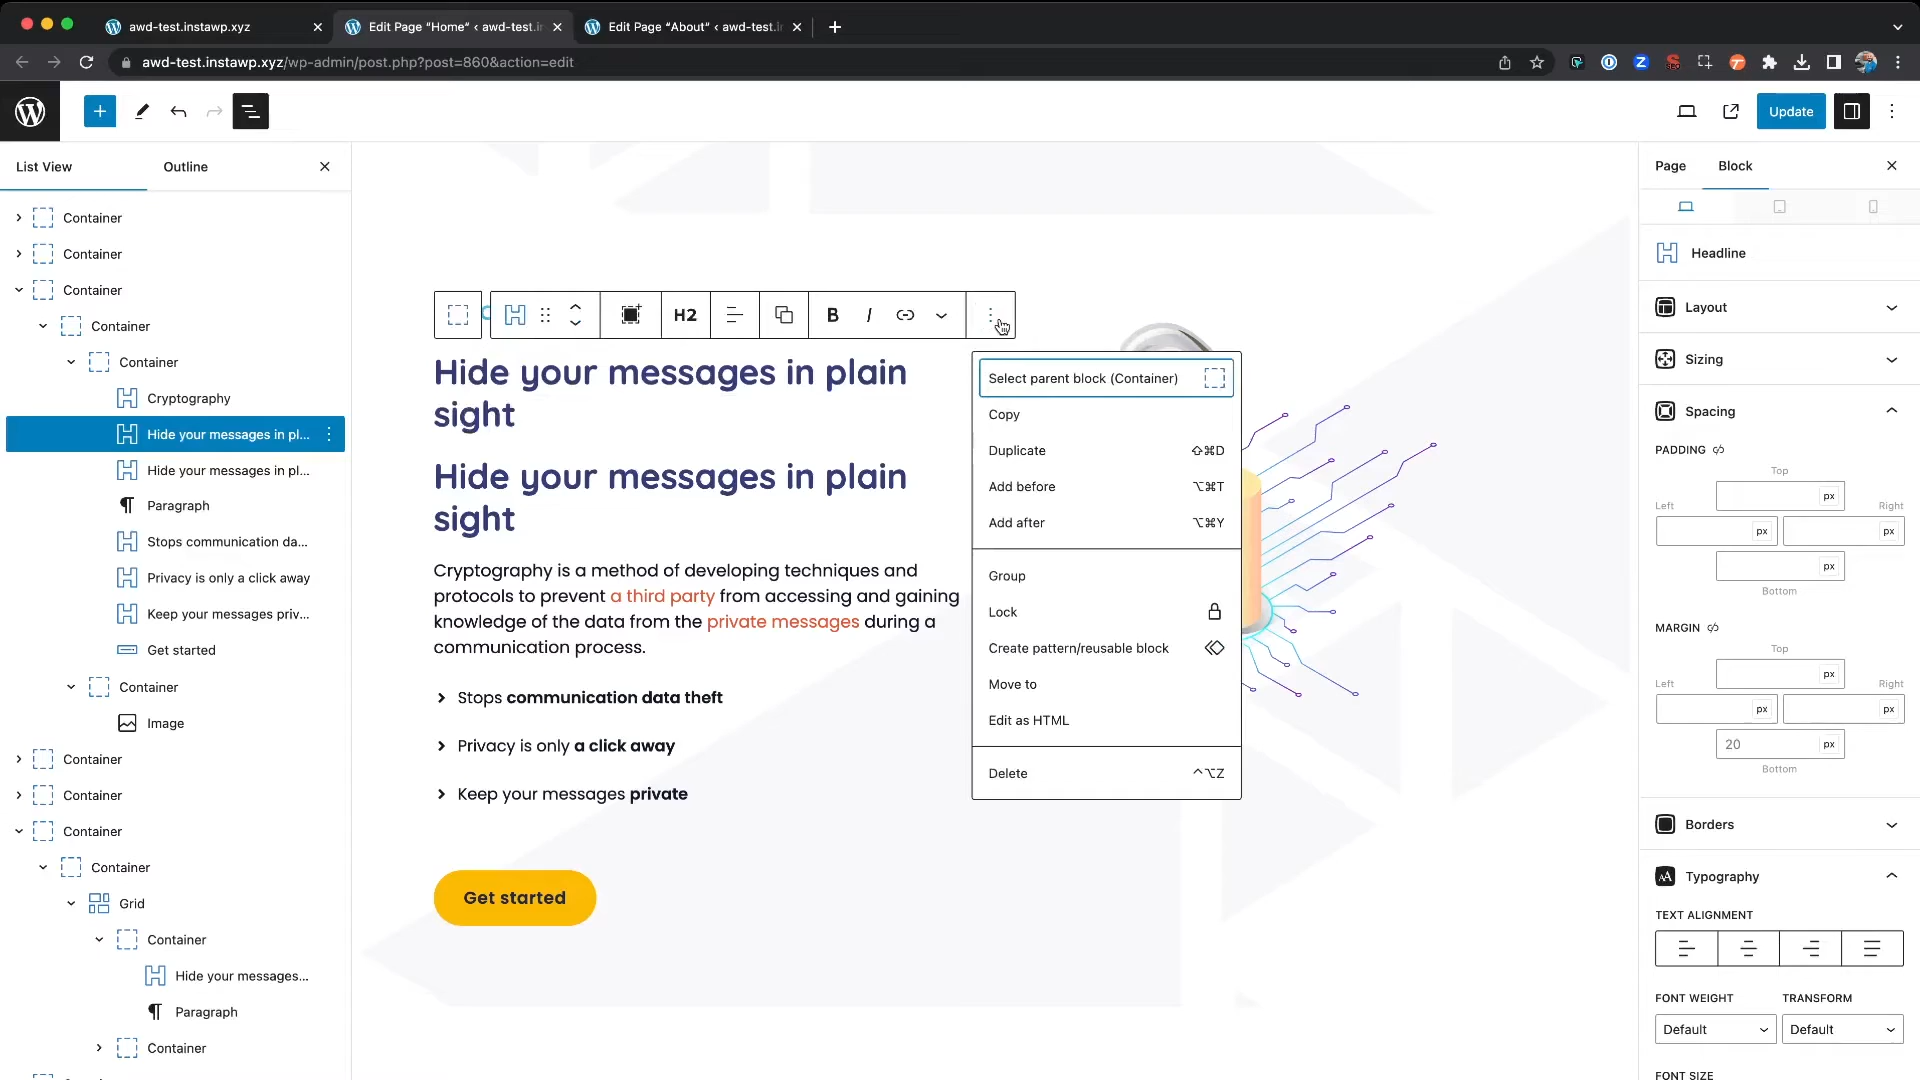 awd-test.instawp.xyz
Edit Page “Home” ‹ awd-test.in
Edit Page “About” ‹ awd-test.in
awd-test.instawp.xyz/wp-admin/post.php?post=860&action=edit
Update
List View
Outline
Container
Container
Container
Container
Container
Cryptography
Hide your messages in pl...
Hide your messages in pl...
Paragraph
Stops communication da...
Privacy is only a click away
Keep your messages priv...
Get started
Container
Image
Container
Container
Container
Container
Grid
Container
Hide your messages...
Paragraph
Container
H2
B
I
Hide your messages in plain
sight
Hide your messages in plain
sight
Cryptography is a method of developing techniques and
protocols to prevent a third party from accessing and gaining
knowledge of the data from the private messages during a
communication process.
Stops communication data theft
Privacy is only a click away
Keep your messages private
Get started
Select parent block (Container)
Copy
Duplicate ⇧⌘D
Add before ⌥⌘T
Add after ⌥⌘Y
Group
Lock
Create pattern/reusable block
Move to
Edit as HTML
Delete ⌃⌥Z
Page
Block
Headline
Layout
Sizing
Spacing
PADDING
Top
px
Left
Right
px
px
px
Bottom
MARGIN
Top
px
Left
Right
px
px
20 px
Bottom
Borders
Typography
TEXT ALIGNMENT
FONT WEIGHT
TRANSFORM
Default
Default
FONT SIZE